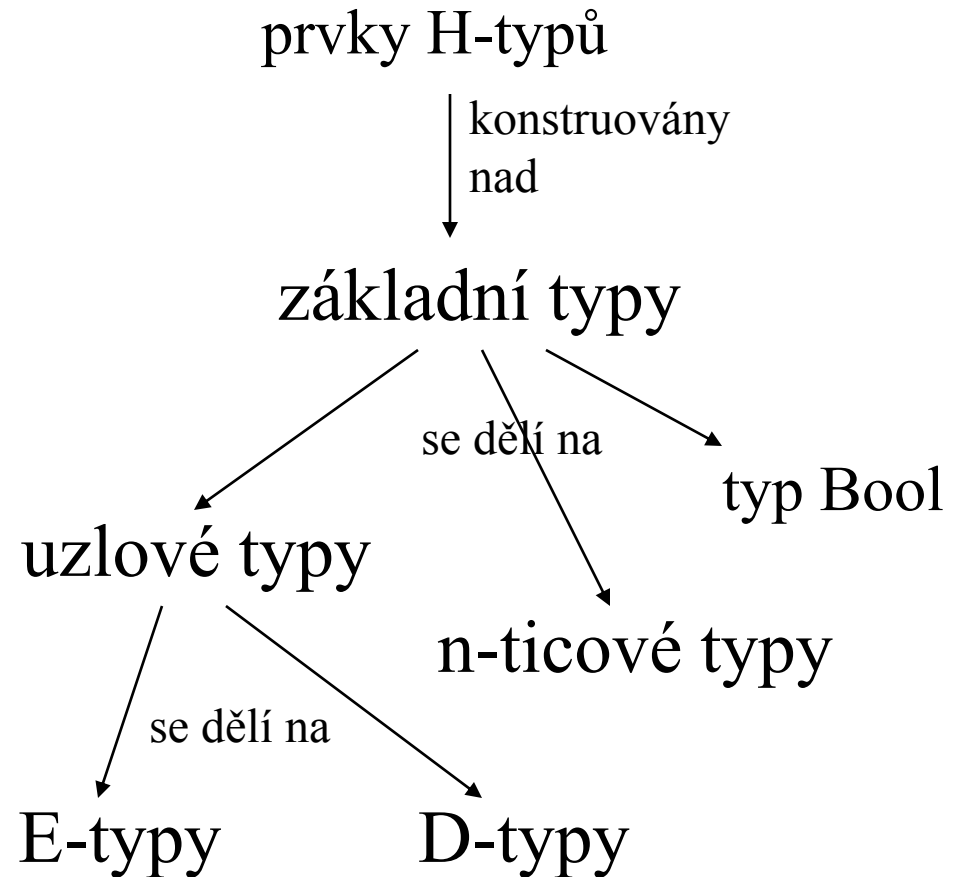 prvky H-typů
konstruovány
nad
základní typy
se dělí na
typ Bool
uzlové typy
n-ticové typy
se dělí na
E-typy
D-typy